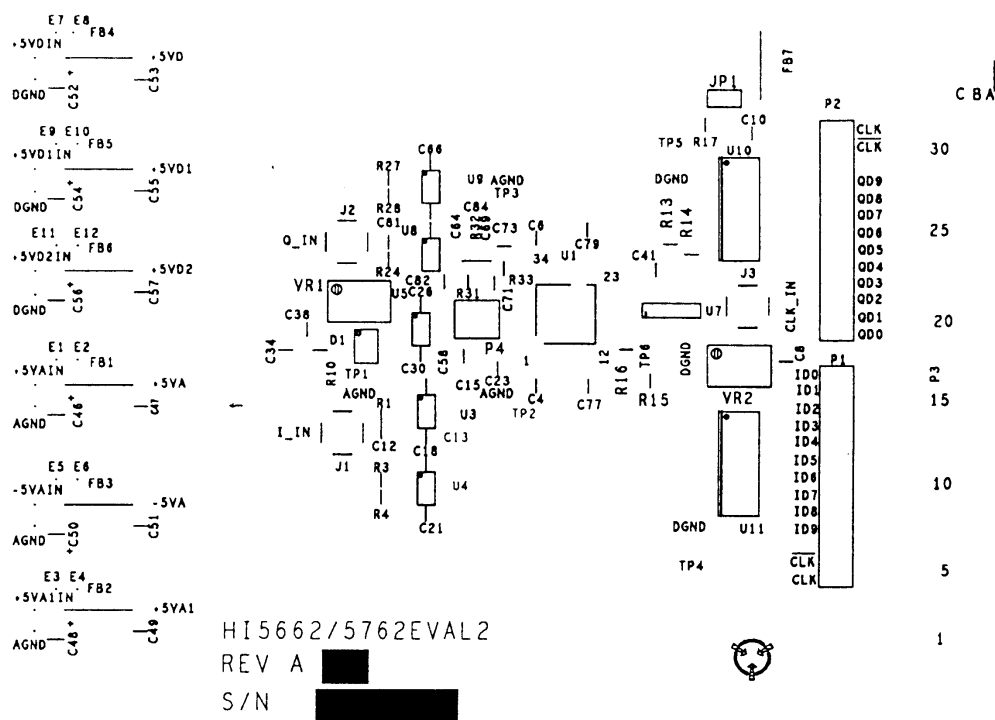 E7 E8
FB4
+5VDIN
+5VD
DGND
C52
+
C53
E9 E10
FB5
+5VD1IN
+5VD1
DGND
C54
+
C55
E11 E12
FB6
+5VD2IN
+5VD2
DGND
C56
+
C57
E1 E2
FB1
+5VAIN
+5VA
AGND
C46
+
C47
E5 E6
FB3
-5VAIN
-5VA
AGND
+
C50
C51
E3 E4
FB2
+5VA1IN
+5VA1
AGND
C48
+
C49
C66
R27
R28
C81
J2
Q_IN
R24
U8
U9
AGND
TP3
C64
C84
R32
C69
C73
C6
C79
34
U1
23
VR1
U5
C26
C82
R31
C71
R33
C38
D1
C34
R10
TP1
AGND
C30
C58
P4
C15
C23
AGND
1
12
TP2
C4
C77
R16
TP6
R15
R1
I_IN
J1
C12
U3
C13
C18
R3
R4
U4
C21
FB7
JP1
C10
TP5
R17
U10
DGND
R13
R14
C41
J3
U7
CLK_IN
DGND
C8
VR2
DGND
U11
TP4
P2
CLK
CLK
QD9
QD8
QD7
QD6
QD5
QD4
QD3
QD2
QD1
QD0
P1
ID0
ID1
ID2
ID3
ID4
ID5
ID6
ID7
ID8
ID9
CLK
CLK
C B A
30
25
20
P3
15
10
5
1
HI5662/5762EVAL2
REV A
S/N